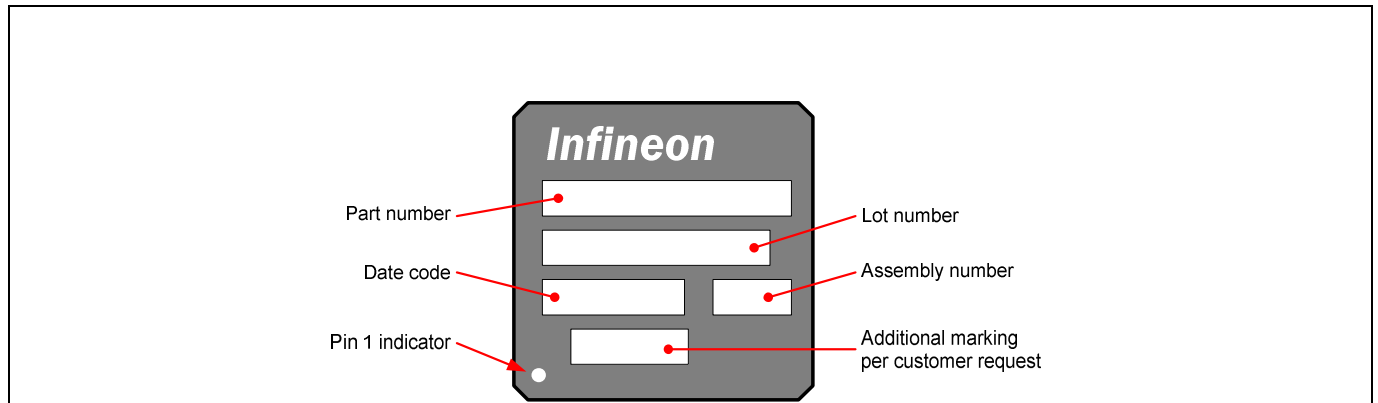 Infineon
Part number
Lot number
Date code
Assembly number
Pin 1 indicator
Additional marking
per customer request